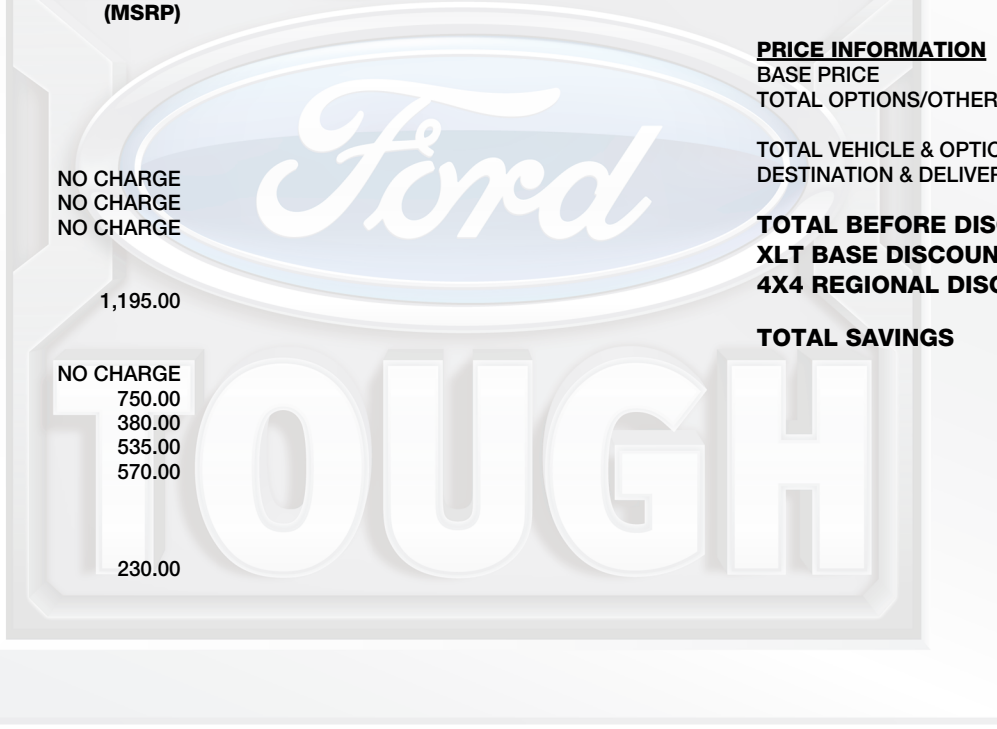 (MSRP)
NO CHARGE
NO CHARGE
NO CHARGE
1,195.00
NO CHARGE
750.00
380.00
535.00
570.00
230.00
Ford
TOUGH
PRICE INFORMATION
BASE PRICE
TOTAL OPTIONS/OTHER
TOTAL VEHICLE & OPTIO
DESTINATION & DELIVER
TOTAL BEFORE DISC
XLT BASE DISCOUN
4X4 REGIONAL DISC
TOTAL SAVINGS